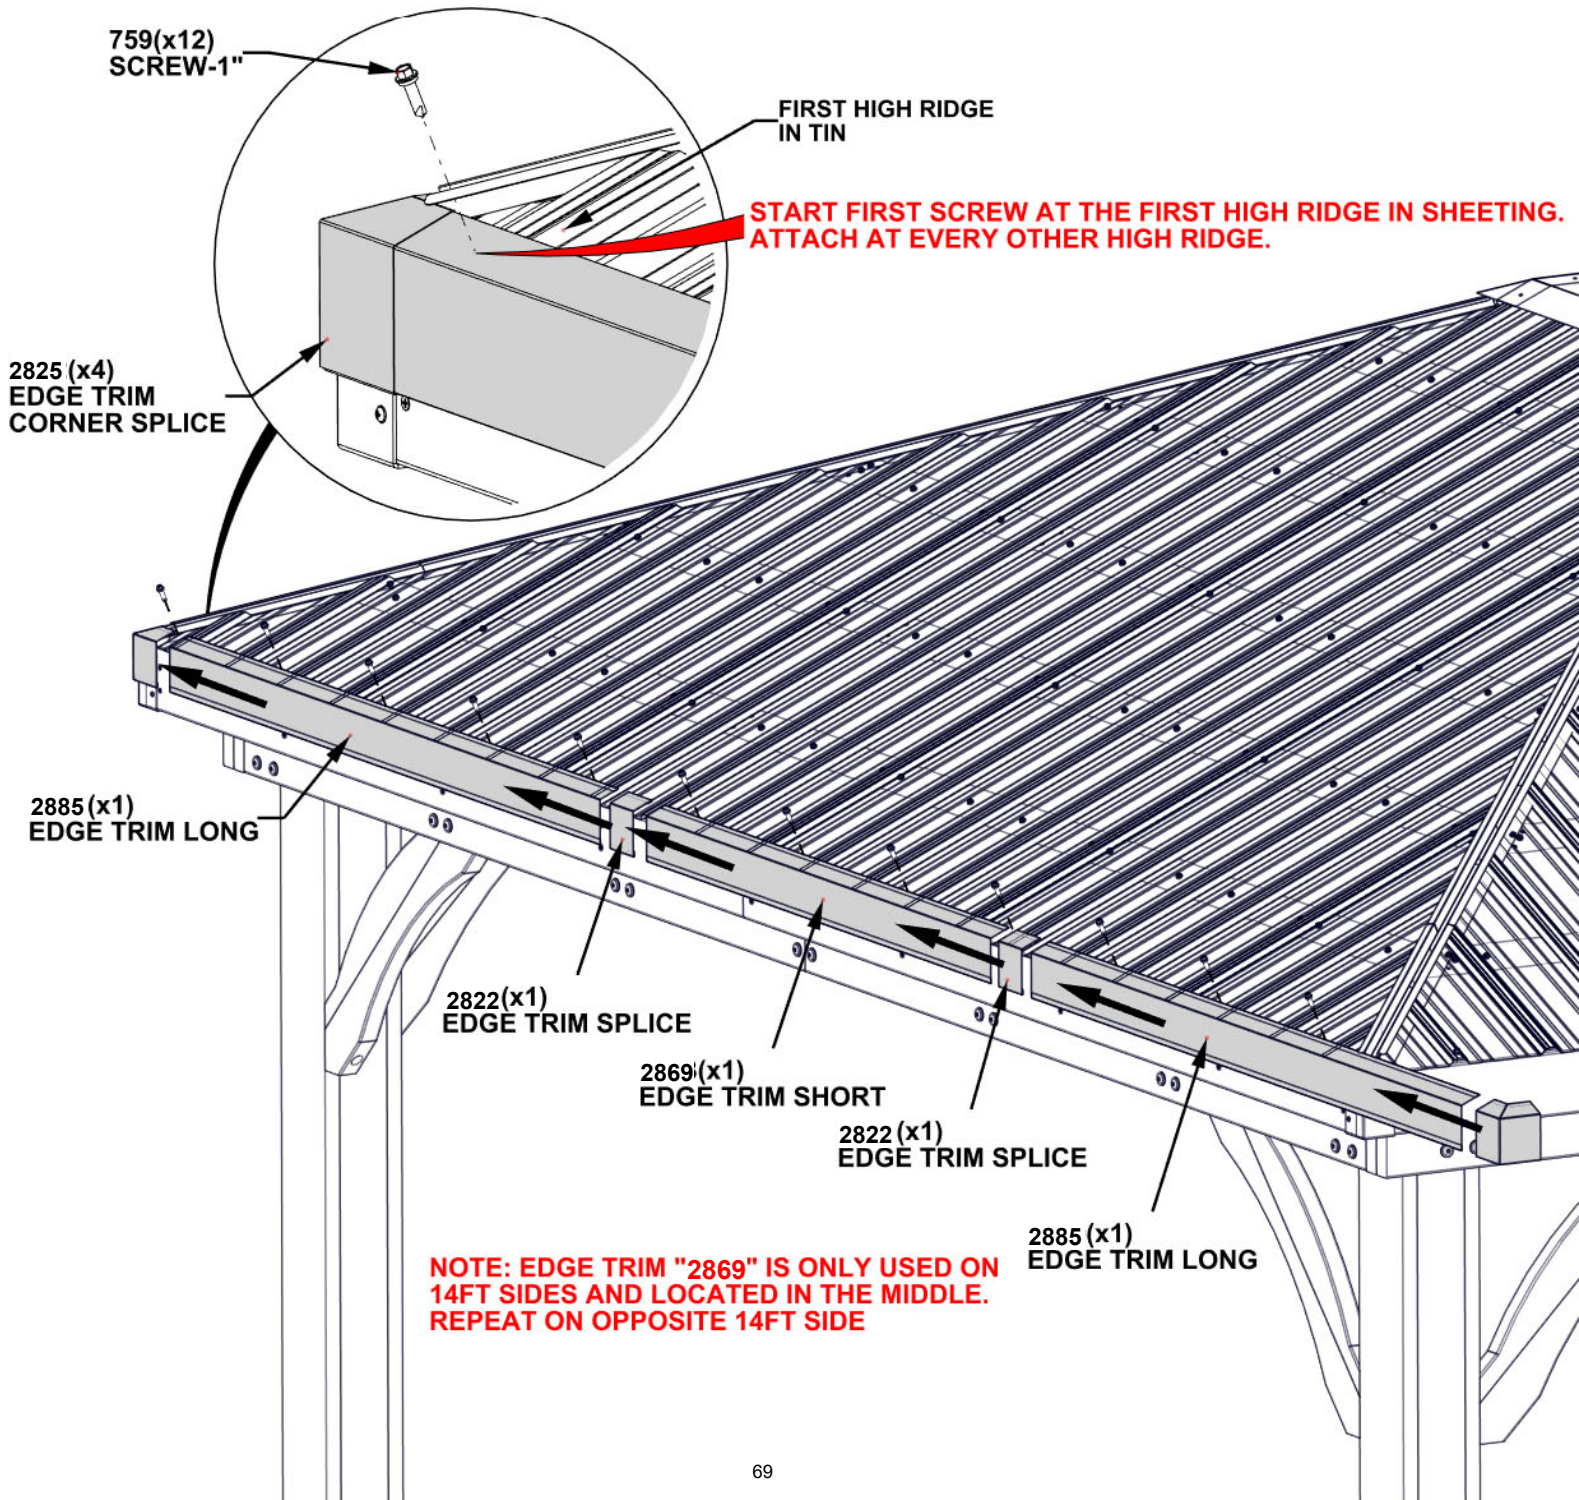 759(x12)
SCREW-1"
FIRST HIGH RIDGE
IN TIN
START FIRST SCREW AT THE FIRST HIGH RIDGE IN SHEETING.
ATTACH AT EVERY OTHER HIGH RIDGE.
2825 (x4)
EDGE TRIM
CORNER SPLICE
2885 (x1)
EDGE TRIM LONG
2822 (x1)
EDGE TRIM SPLICE
2869 (x1)
EDGE TRIM SHORT
2822 (x1)
EDGE TRIM SPLICE
2885 (x1)
EDGE TRIM LONG
NOTE: EDGE TRIM "2869" IS ONLY USED ON
14FT SIDES AND LOCATED IN THE MIDDLE.
REPEAT ON OPPOSITE 14FT SIDE
69